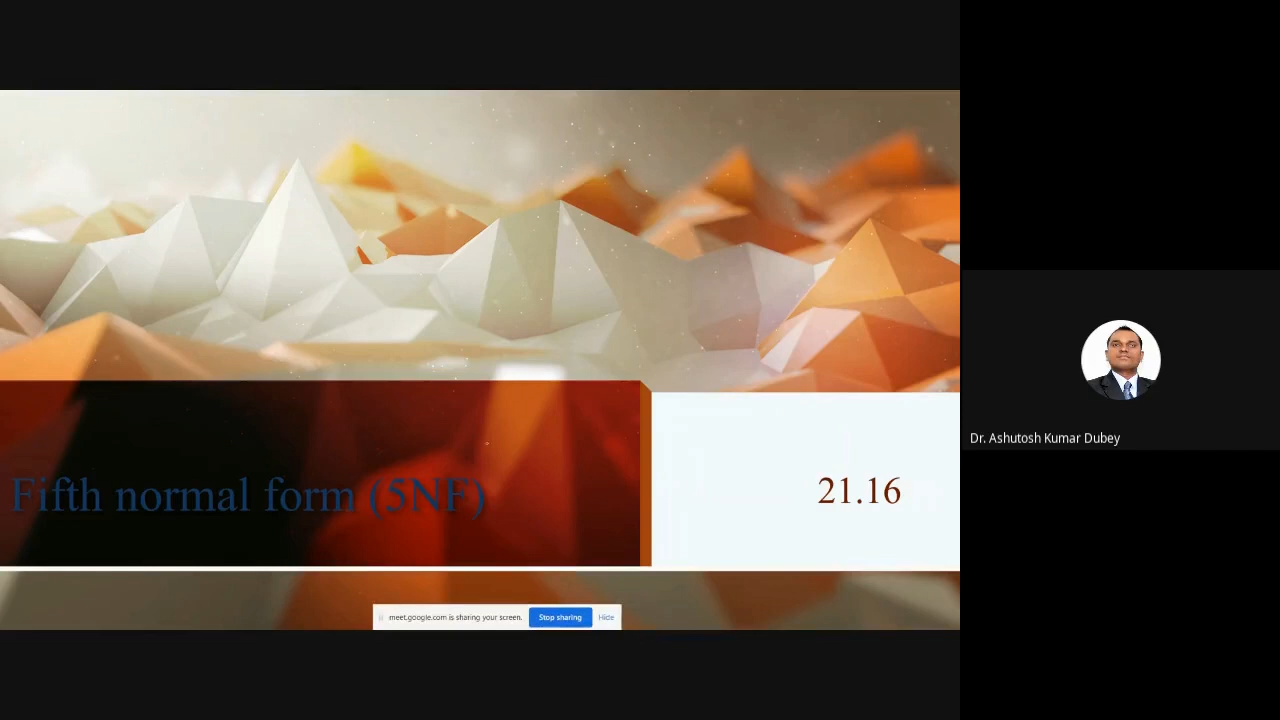 Fifth normal form (5NF)
21.16
meet.google.com is sharing your screen.
Stop sharing
Hide
Dr. Ashutosh Kumar Dubey